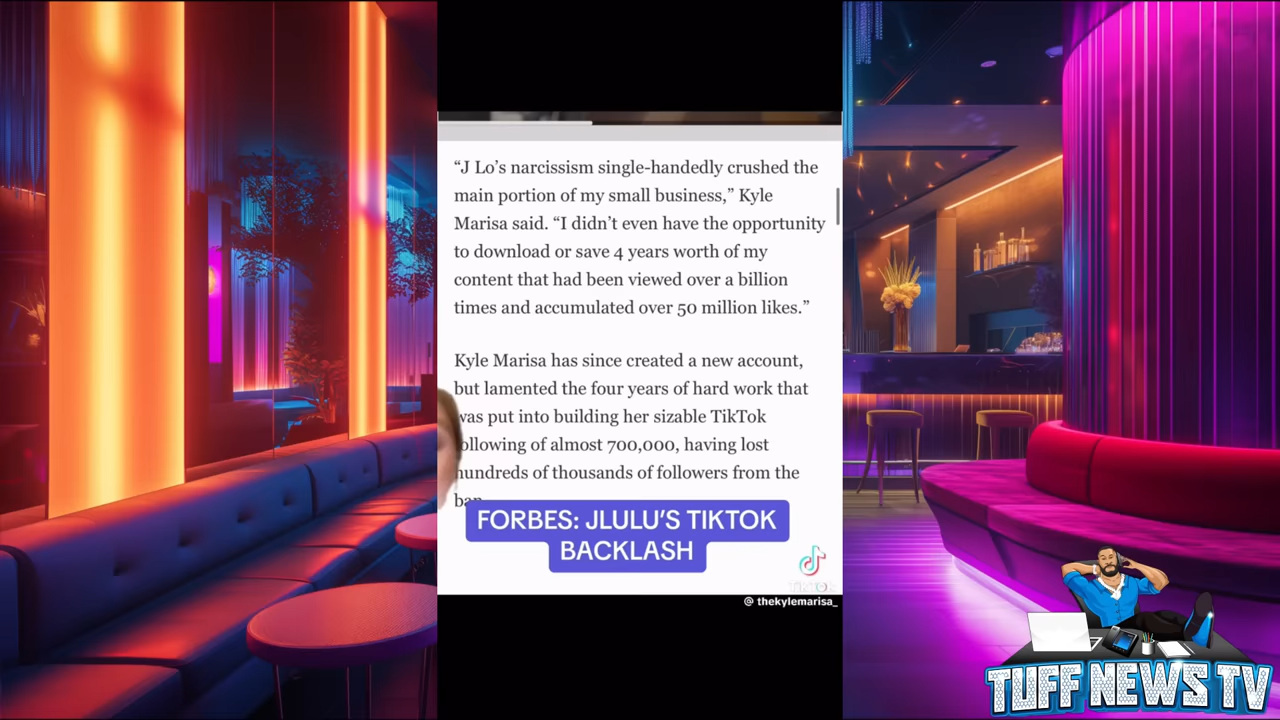 “J Lo’s narcissism single-handedly crushed the
main portion of my small business,” Kyle
Marisa said. “I didn’t even have the opportunity
to download or save 4 years worth of my
content that had been viewed over a billion
times and accumulated over 50 million likes.”
Kyle Marisa has since created a new account,
but lamented the four years of hard work that
was put into building her sizable TikTok
following of almost 700,000, having lost
hundreds of thousands of followers from the
FORBES: JLULU’S TIKTOK
BACKLASH
TikTok
@ thekylemarisa_
TUFF NEWS TV